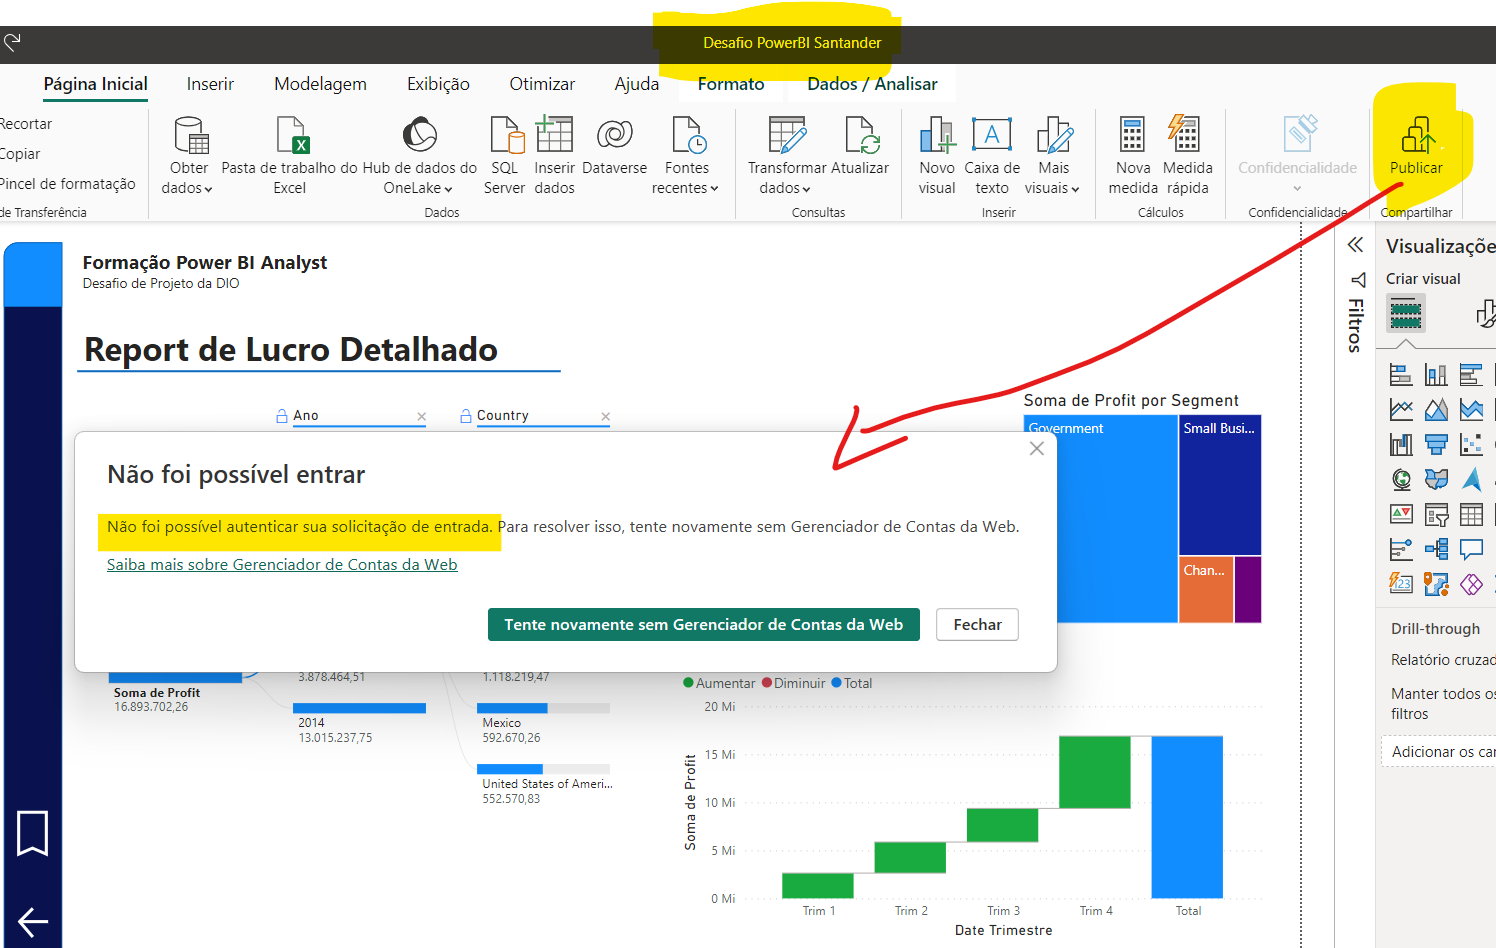 Desafio PowerBI Santander
Página Inicial Inserir Modelagem Exibição Otimizar Ajuda Formato Dados / Analisar
Recortar
Copiar
Pincel de formatação
de Transferência
Obter dados
Pasta de trabalho do Excel
Hub de dados do OneLake
SQL Server
Inserir dados
Dataverse
Fontes recentes
Dados
Transformar dados
Atualizar
Consultas
Novo visual
Caixa de texto
Mais visuais
Inserir
Nova medida
Medida rápida
Cálculos
Confidencialidade
Confidencialidade
Publicar
Compartilhar
Formação Power BI Analyst
Desafio de Projeto da DIO
Report de Lucro Detalhado
Ano
Country
Não foi possível entrar
Não foi possível autenticar sua solicitação de entrada. Para resolver isso, tente novamente sem Gerenciador de Contas da Web.
Saiba mais sobre Gerenciador de Contas da Web
Tente novamente sem Gerenciador de Contas da Web
Fechar
Soma de Profit
16.893.702,26
3.878.464,51
2014
13.015.237,75
1.118.219,47
Mexico
592.670,26
United States of Ameri...
552.570,83
Soma de Profit por Segment
Government
Small Busi...
Chan...
Aumentar Diminuir Total
20 Mi
15 Mi
10 Mi
5 Mi
0 Mi
Soma de Profit
Trim 1 Trim 2 Trim 3 Trim 4 Total
Date Trimestre
Filtros
Visualizaçõe
Criar visual
123
Drill-through
Relatório cruzad
Manter todos os
filtros
Adicionar os car